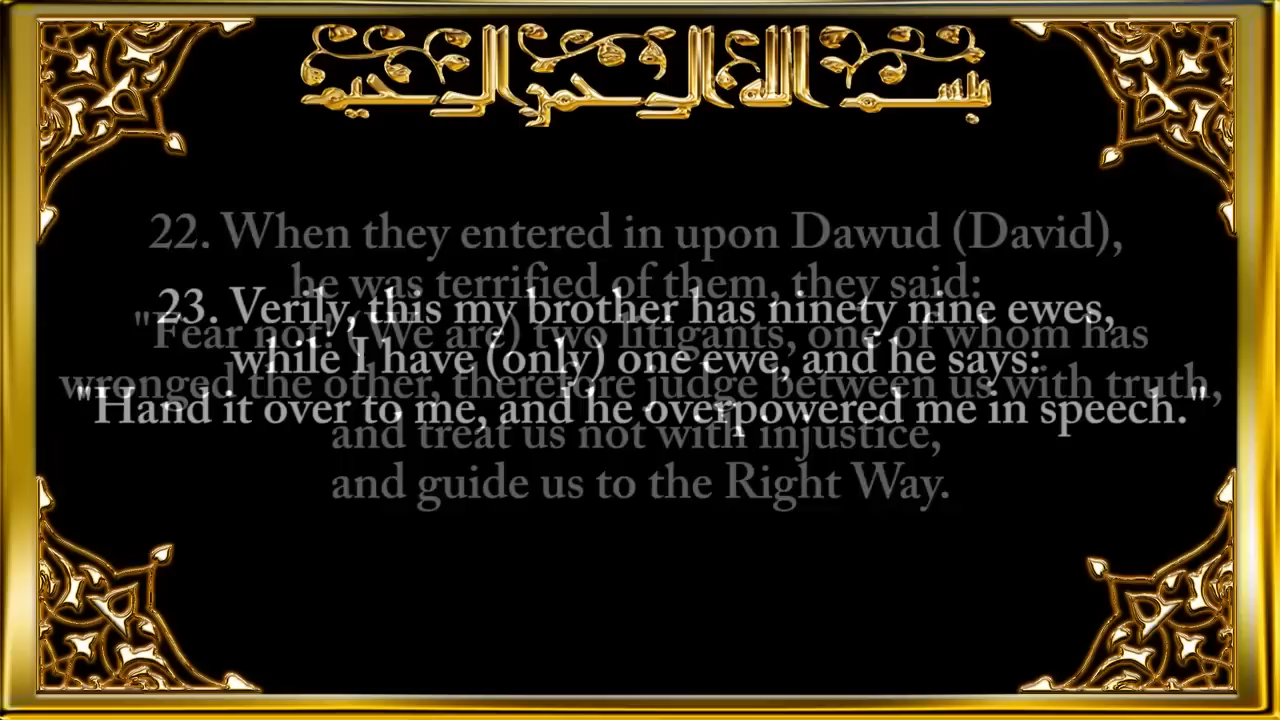 بسم الله الرحمن الرحيم
22. When they entered in upon Dawud (David),
he was terrified of them, they said:
"Fear not! (We are) two litigants, one of whom has
wronged the other, therefore judge between us with truth,
and treat us not with injustice,
and guide us to the Right Way.
23. Verily, this my brother has ninety nine ewes,
while I have (only) one ewe, and he says:
"Hand it over to me, and he overpowered me in speech."